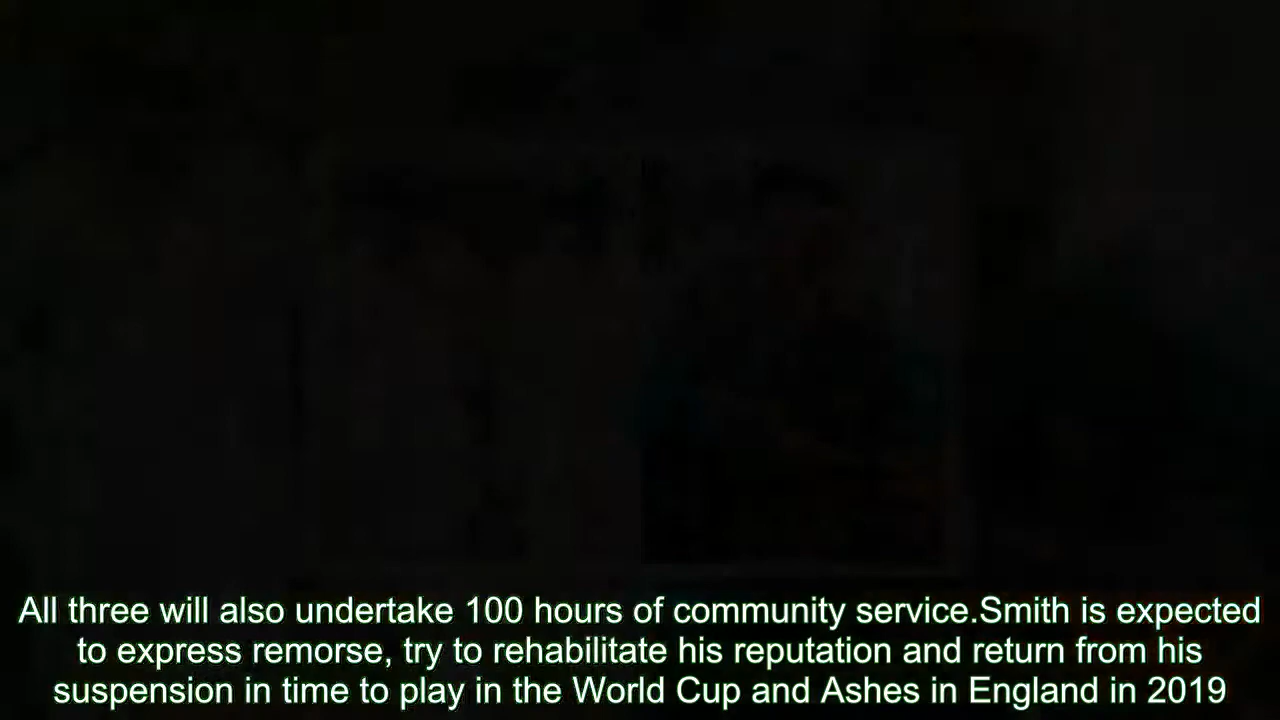 All three will also undertake 100 hours of community service.Smith is expected
to express remorse, try to rehabilitate his reputation and return from his
suspension in time to play in the World Cup and Ashes in England in 2019